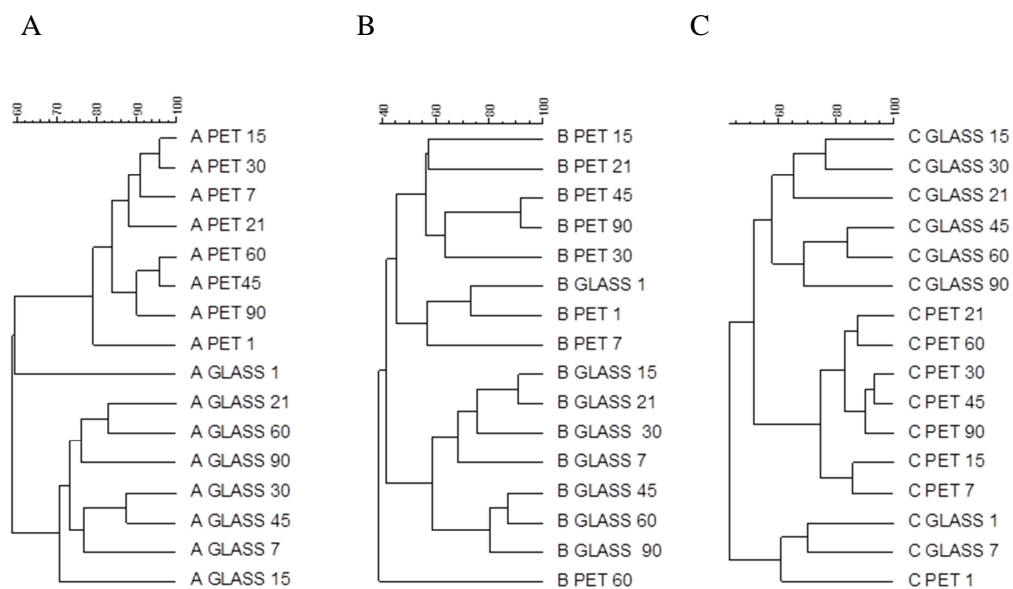 A
B
C
60 70 80 90 100
40 60 80 100
60 80 100
A PET 15
A PET 30
A PET 7
A PET 21
A PET 60
A PET45
A PET 90
A PET 1
A GLASS 1
A GLASS 21
A GLASS 60
A GLASS 90
A GLASS 30
A GLASS 45
A GLASS 7
A GLASS 15
B PET 15
B PET 21
B PET 45
B PET 90
B PET 30
B GLASS 1
B PET 1
B PET 7
B GLASS 15
B GLASS 21
B GLASS 30
B GLASS 7
B GLASS 45
B GLASS 60
B GLASS 90
B PET 60
C GLASS 15
C GLASS 30
C GLASS 21
C GLASS 45
C GLASS 60
C GLASS 90
C PET 21
C PET 60
C PET 30
C PET 45
C PET 90
C PET 15
C PET 7
C GLASS 1
C GLASS 7
C PET 1